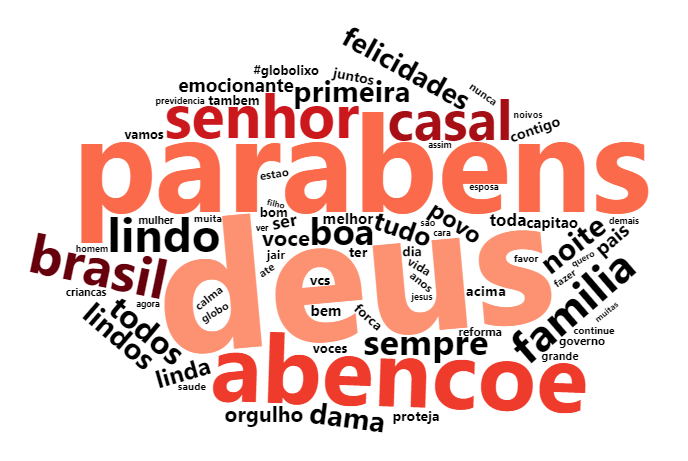 felicidades
#globolixo
juntos
emocionante
primeira
nunca
previdencia
tambem
senhor
casal
noivos
contigo
vamos
assim
parabens
estao
esposa
filho
mulher
muita
bom
ver
ser
melhor
tudo
são
cara
povo
toda
capitao
demais
lindo
voce
boa
noite
pais
homem
jair
ter
dia
favor
quero
brasil
ate
vida
fazer
deus
criancas
agora
calma
globo
vcs
anos
jesus
acima
familia
todos
lindos
bem
forca
muitas
reforma
continue
governo
voces
sempre
grande
linda
saude
abencoe
orgulho
dama
proteja